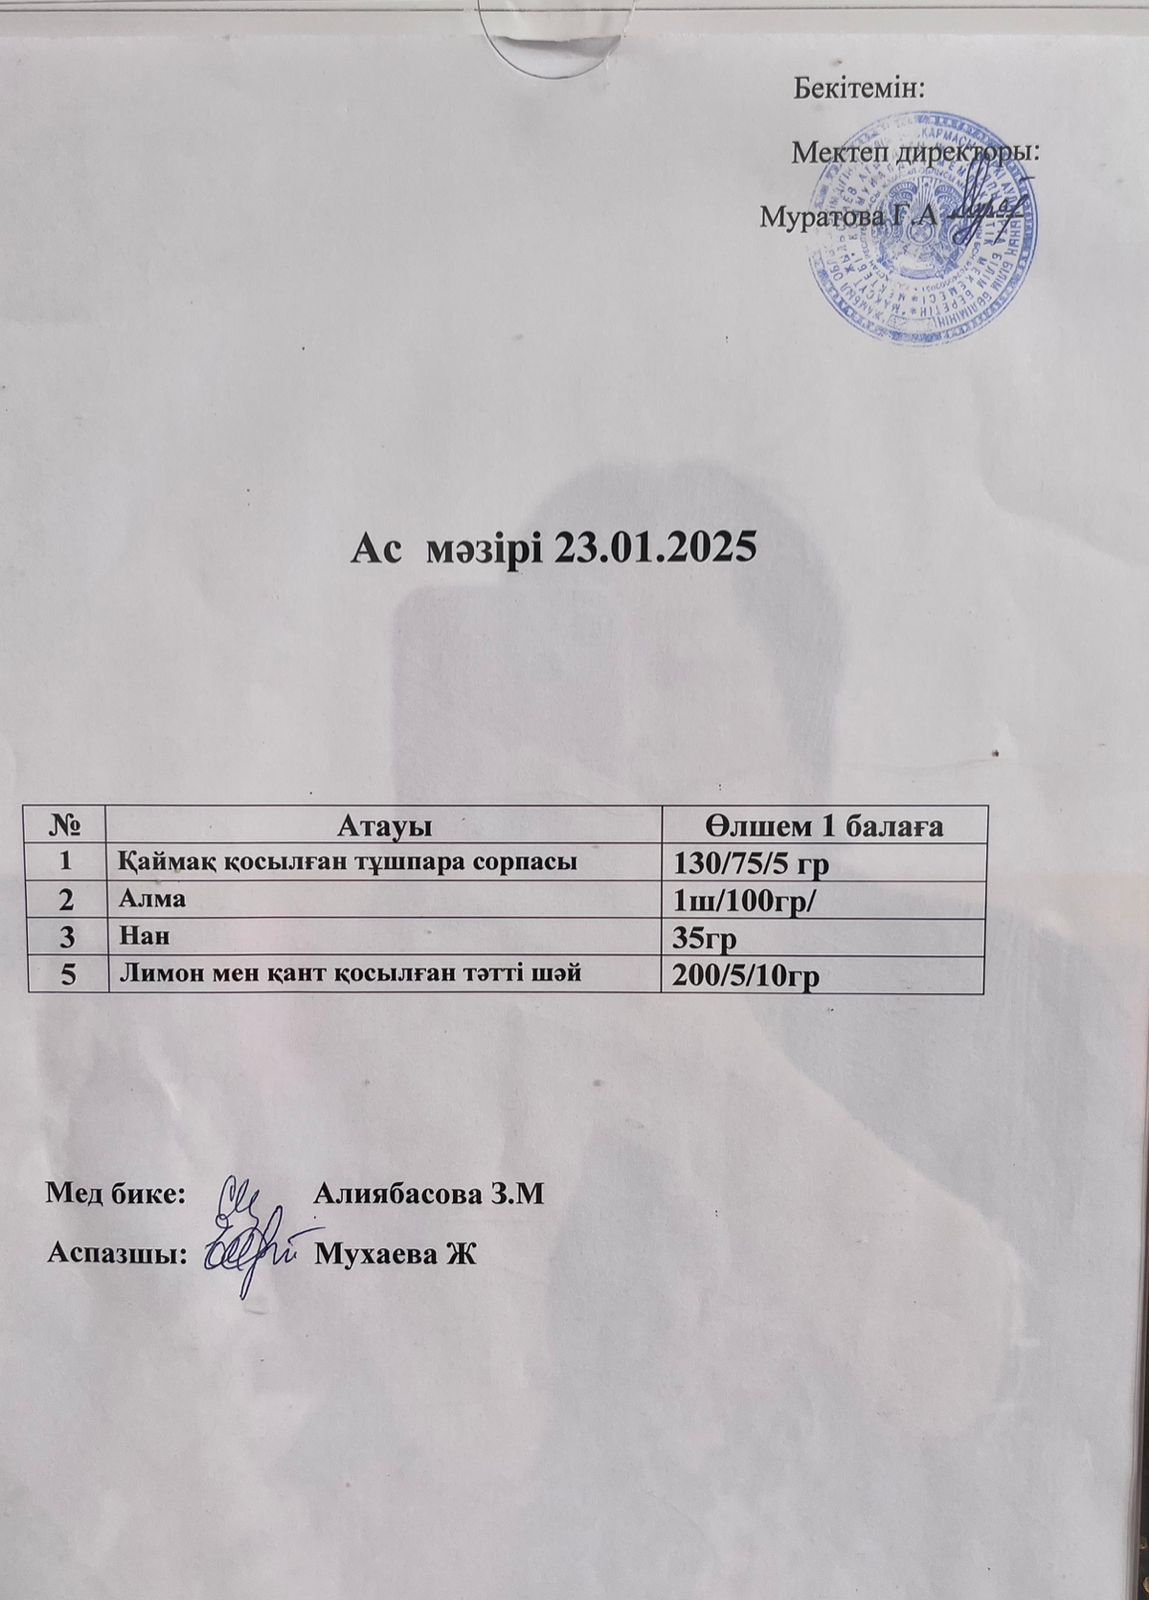 Бекітемін:
Мектеп директоры:
Муратова Г.А
Ас мәзірі 23.01.2025
№ Атауы Өлшем 1 балаға
1 Қаймақ қосылған тұшпара сорпасы 130/75/5 гр
2 Алма 1ш/100гр/
3 Нан 35гр
5 Лимон мен қант қосылған тәтті шәй 200/5/10гр
Мед бике: Алиябасова З.М
Аспазшы: Мухаева Ж